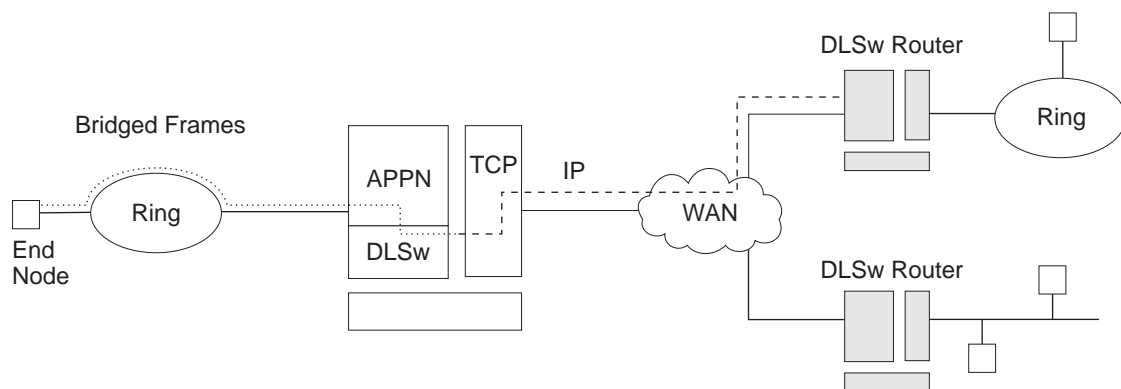 DLSw Router
Bridged Frames
Ring
APPN
TCP
IP
Ring
WAN
End
Node
DLSw
DLSw Router